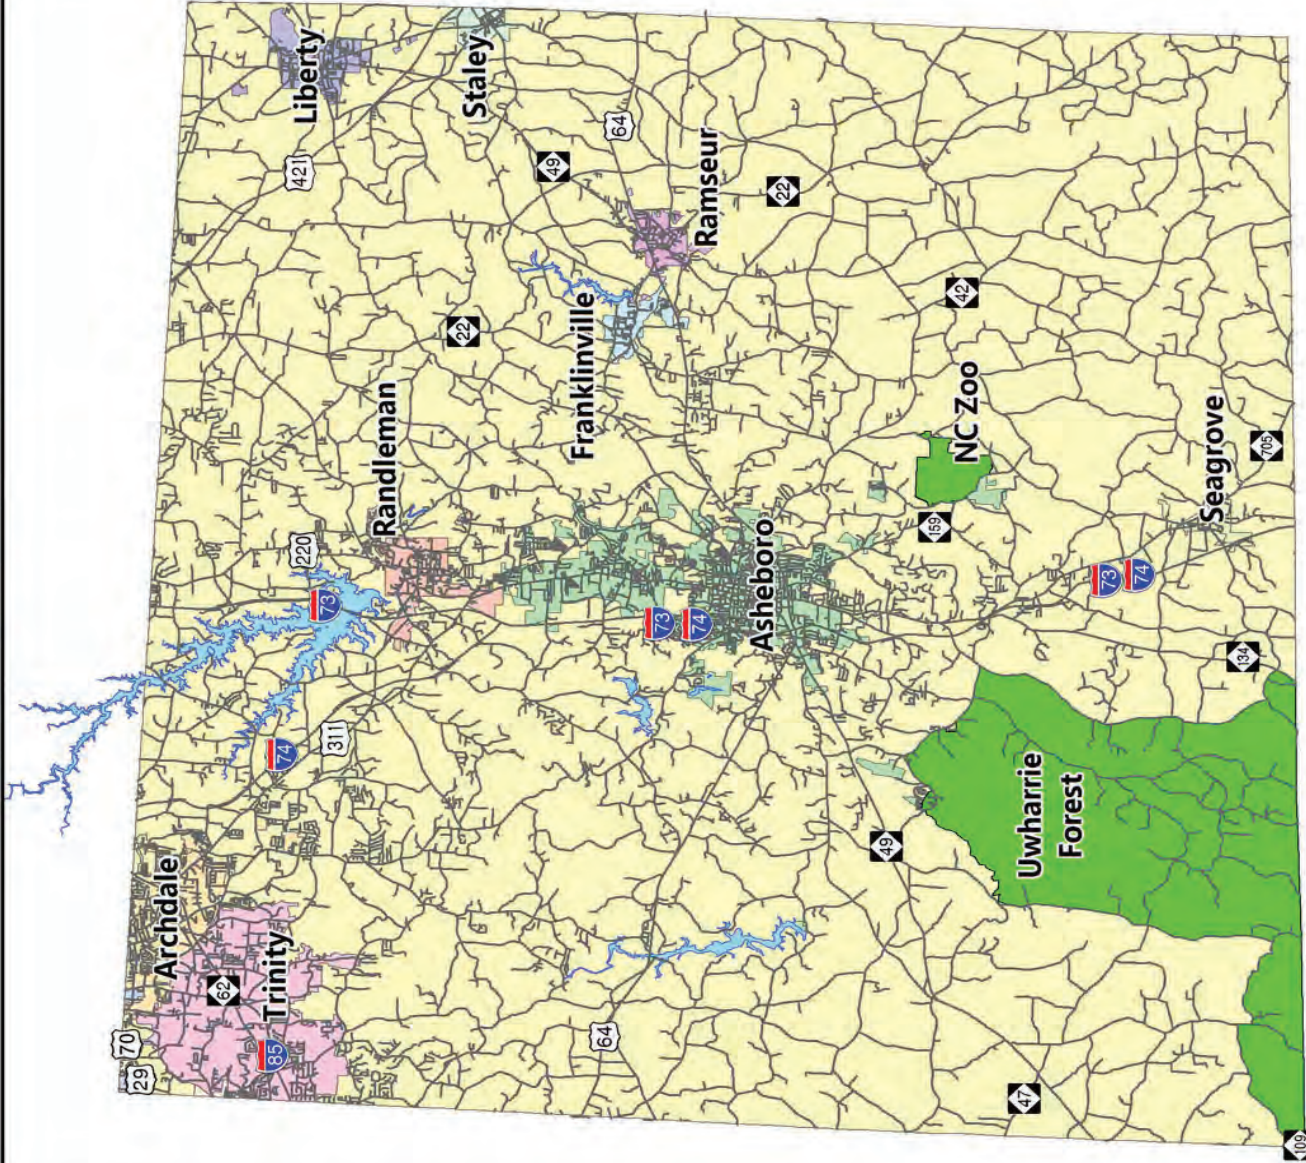 Liberty
Staley
421
49
64
Ramseur
22
22
Franklinville
42
Randleman
NC Zoo
Seagrove
705
220
73
159
Asheboro
73
74
73
74
134
74
311
Uwharrie
Forest
49
Archdale
Trinity
62
85
70
29
64
47
109